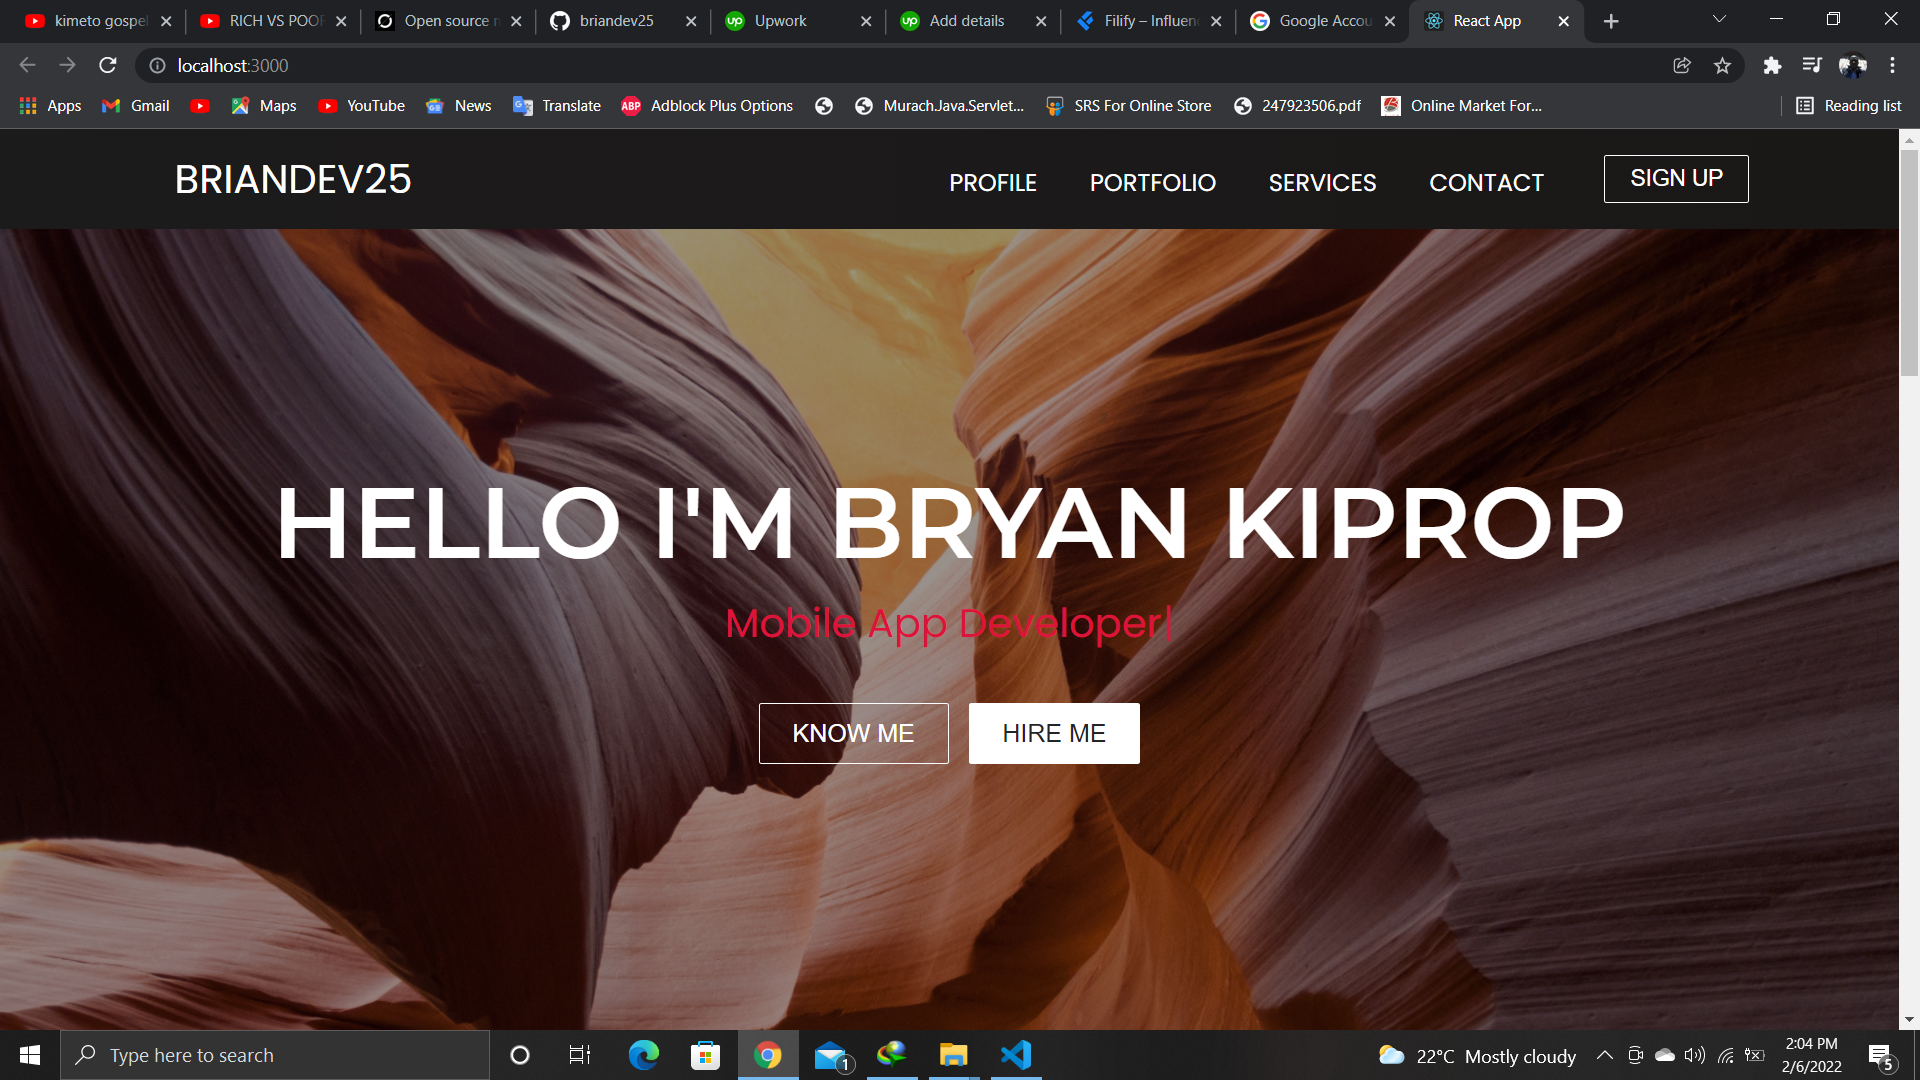 kimeto gospel
RICH VS POOR
Open source
briandev25
Upwork
Add details
Filify – Influen
Google Accou
React App
localhost:3000
Apps
Gmail
Maps
YouTube
News
Translate
ABP
Adblock Plus Options
Murach.Java.Servlet...
SRS For Online Store
247923506.pdf
Online Market For...
Reading list
BRIANDEV25
PROFILE
PORTFOLIO
SERVICES
CONTACT
SIGN UP
HELLO I'M BRYAN KIPROP
Mobile App Developer|
KNOW ME
HIRE ME
Type here to search
1
22°C Mostly cloudy
2:04 PM
2/6/2022
5